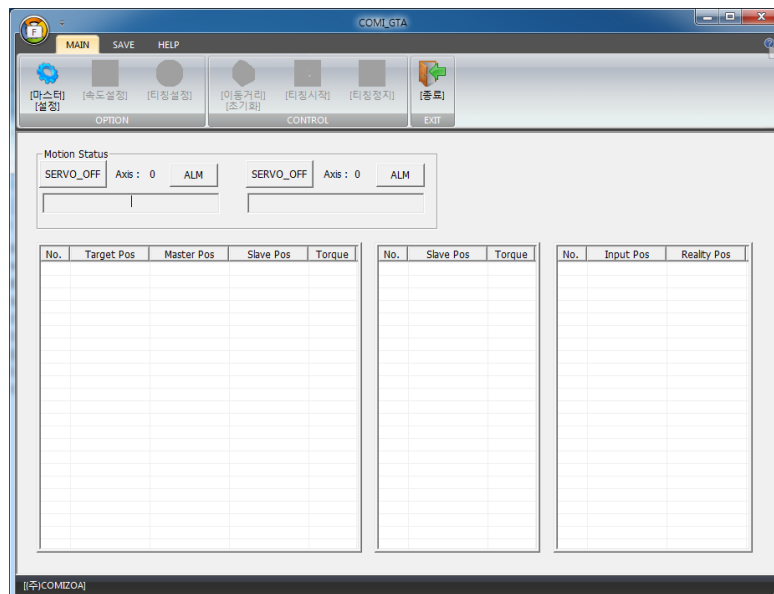 COMI_GTA
F
MAIN SAVE HELP
[마스터] [속도설정] [티칭설정] [이동거리] [티칭시작] [티칭정지] [종료]
[설정] [초기화]
OPTION CONTROL EXIT
Motion Status
SERVO_OFF Axis : 0 ALM SERVO_OFF Axis : 0 ALM
No. Target Pos Master Pos Slave Pos Torque No. Slave Pos Torque No. Input Pos Reality Pos
[(주)COMIZOA]